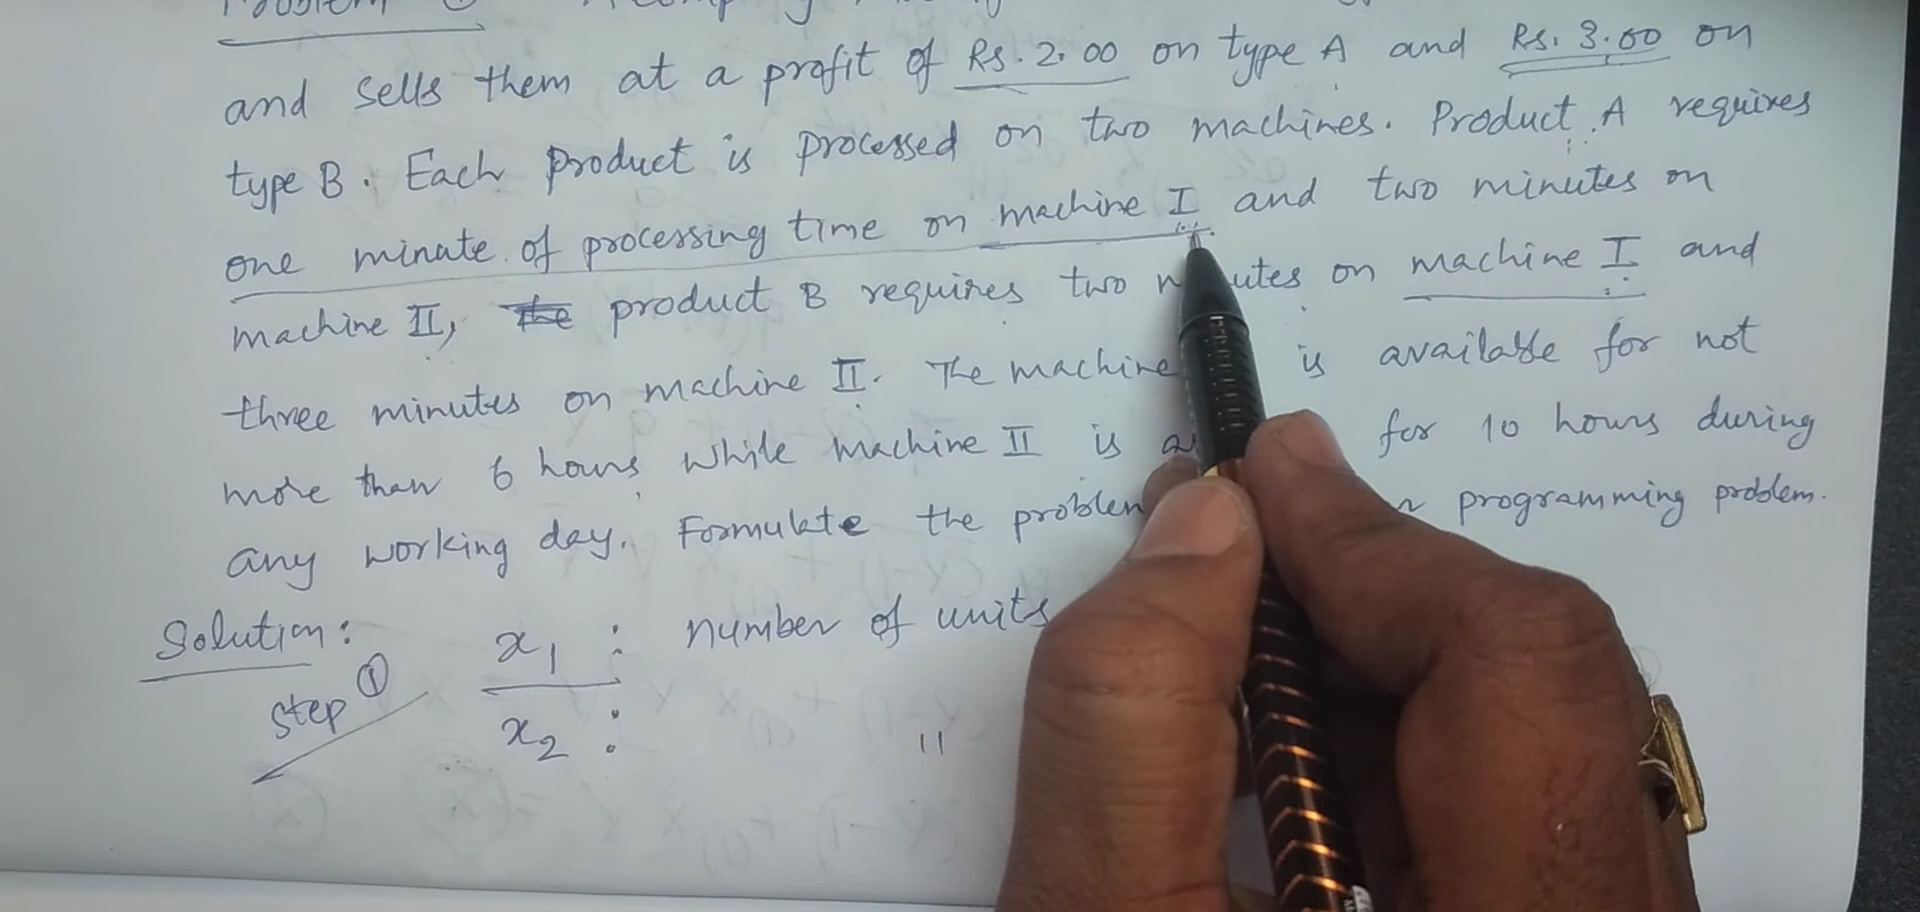 and sells them at a profit of Rs. 2.00 on type A and Rs. 3.00 on
type B. Each product is processed on two machines. Product A requires
one minute of processing time on machine I and two minutes on
machine II, the product B requires two utes on machine I and
three minutes on machine II. The machine is available for not
more than 6 hours while machine II is for 10 hours during
any working day. Formulate the problem programming problem.
Solution:
step 1
x1 : number of units
x2 : "